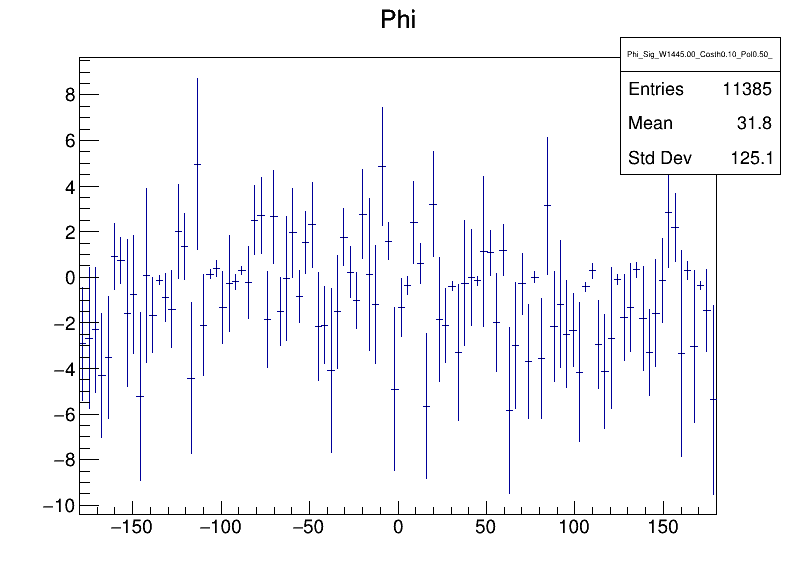 Phi
Phi_Sig_W1445.00_Costh0.10_Pol0.50_
Entries 11385
Mean 31.8
Std Dev 125.1
8
6
4
2
0
−2
−4
−6
−8
−10
−150 −100 −50 0 50 100 150